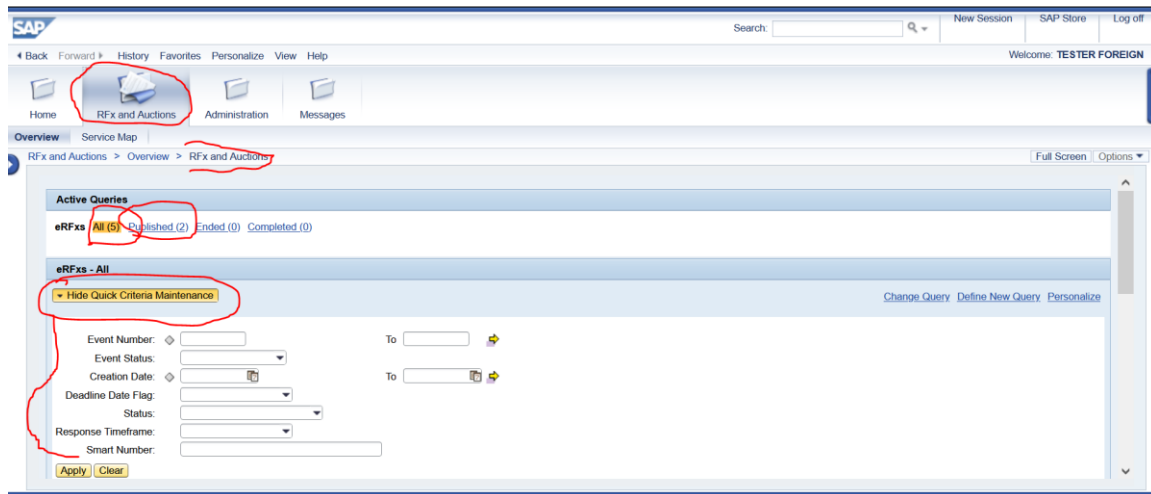 SAP Search: New Session SAP Store Log off
Back Forward History Favorites Personalize View Help Welcome: TESTER FOREIGN
Home RFx and Auctions Administration Messages
Overview Service Map
RFx and Auctions > Overview > RFx and Auctions Full Screen Options
Active Queries
eRFxs All (5) Published (2) Ended (0) Completed (0)
eRFxs - All
Hide Quick Criteria Maintenance Change Query Define New Query Personalize
Event Number: To
Event Status:
Creation Date: To
Deadline Date Flag:
Status:
Response Timeframe:
Smart Number:
Apply Clear